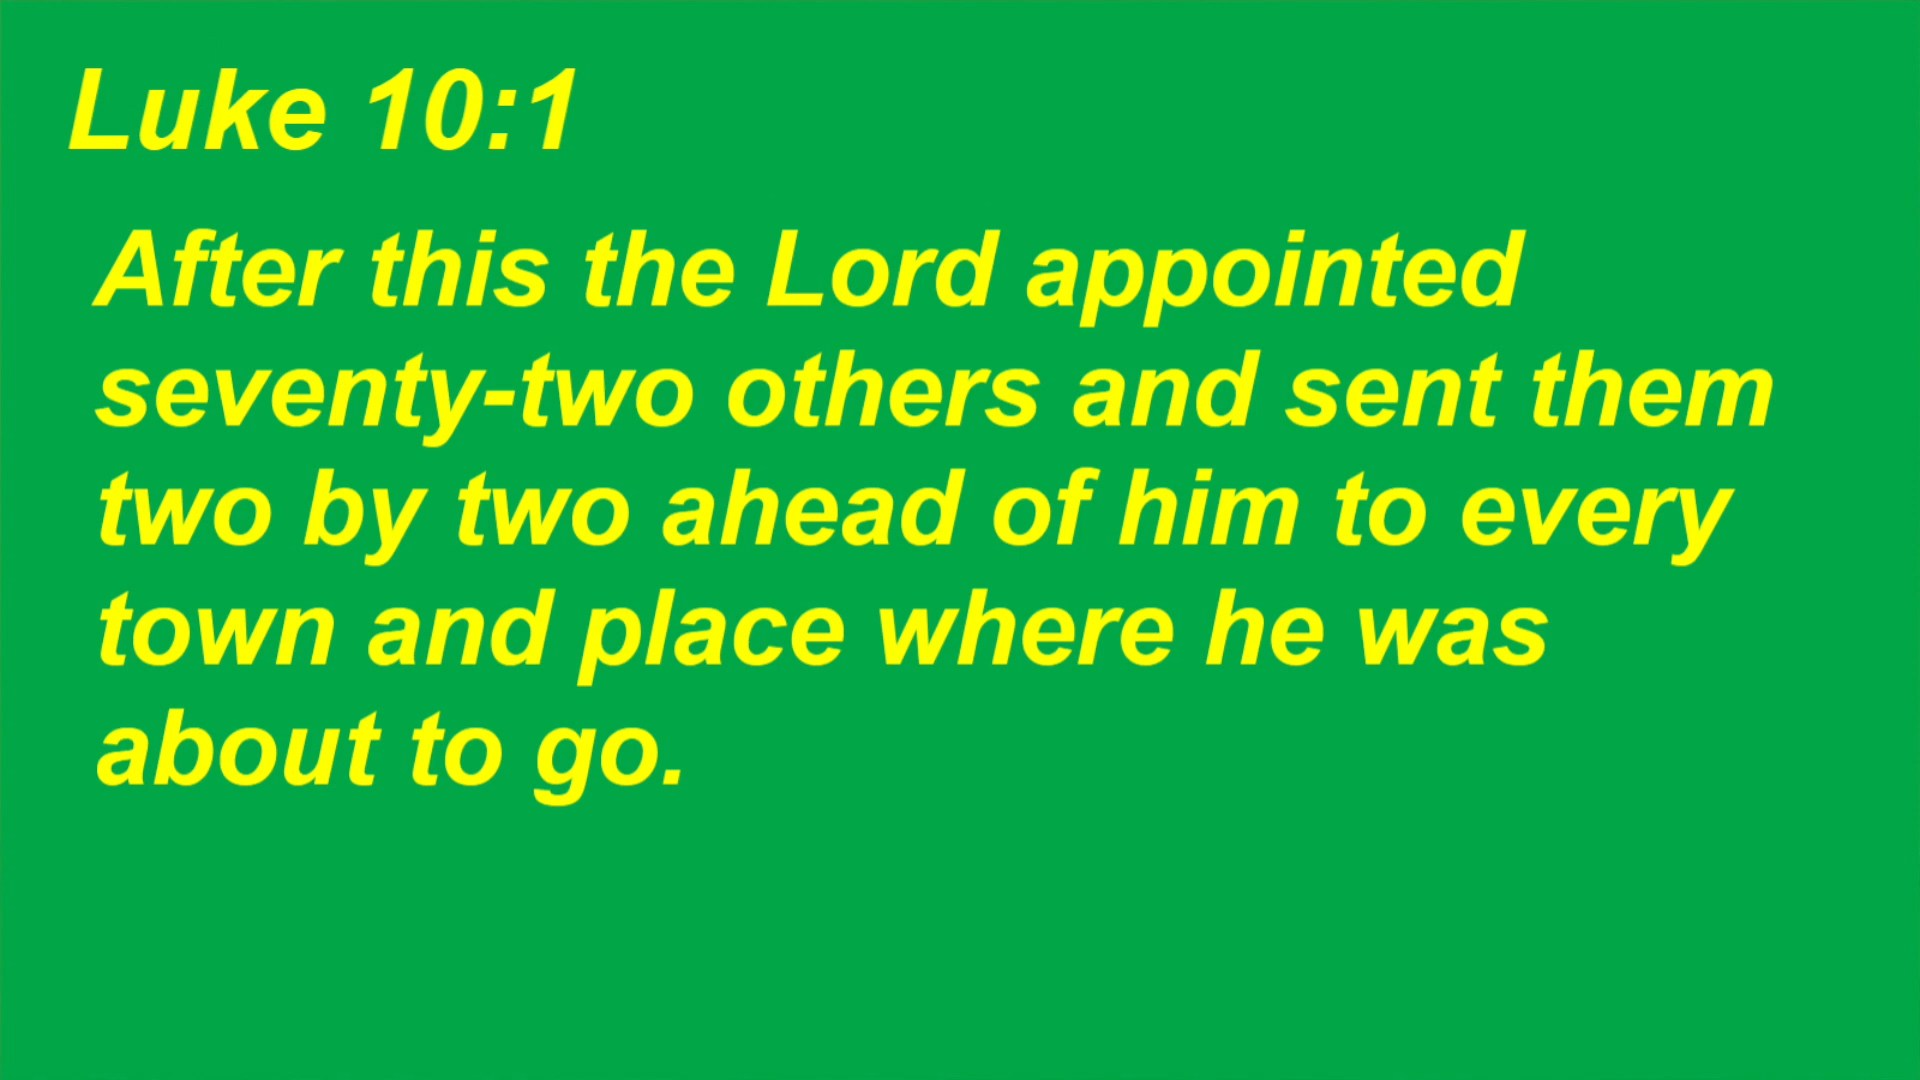 Luke 10:1
After this the Lord appointed
seventy-two others and sent them
two by two ahead of him to every
town and place where he was
about to go.